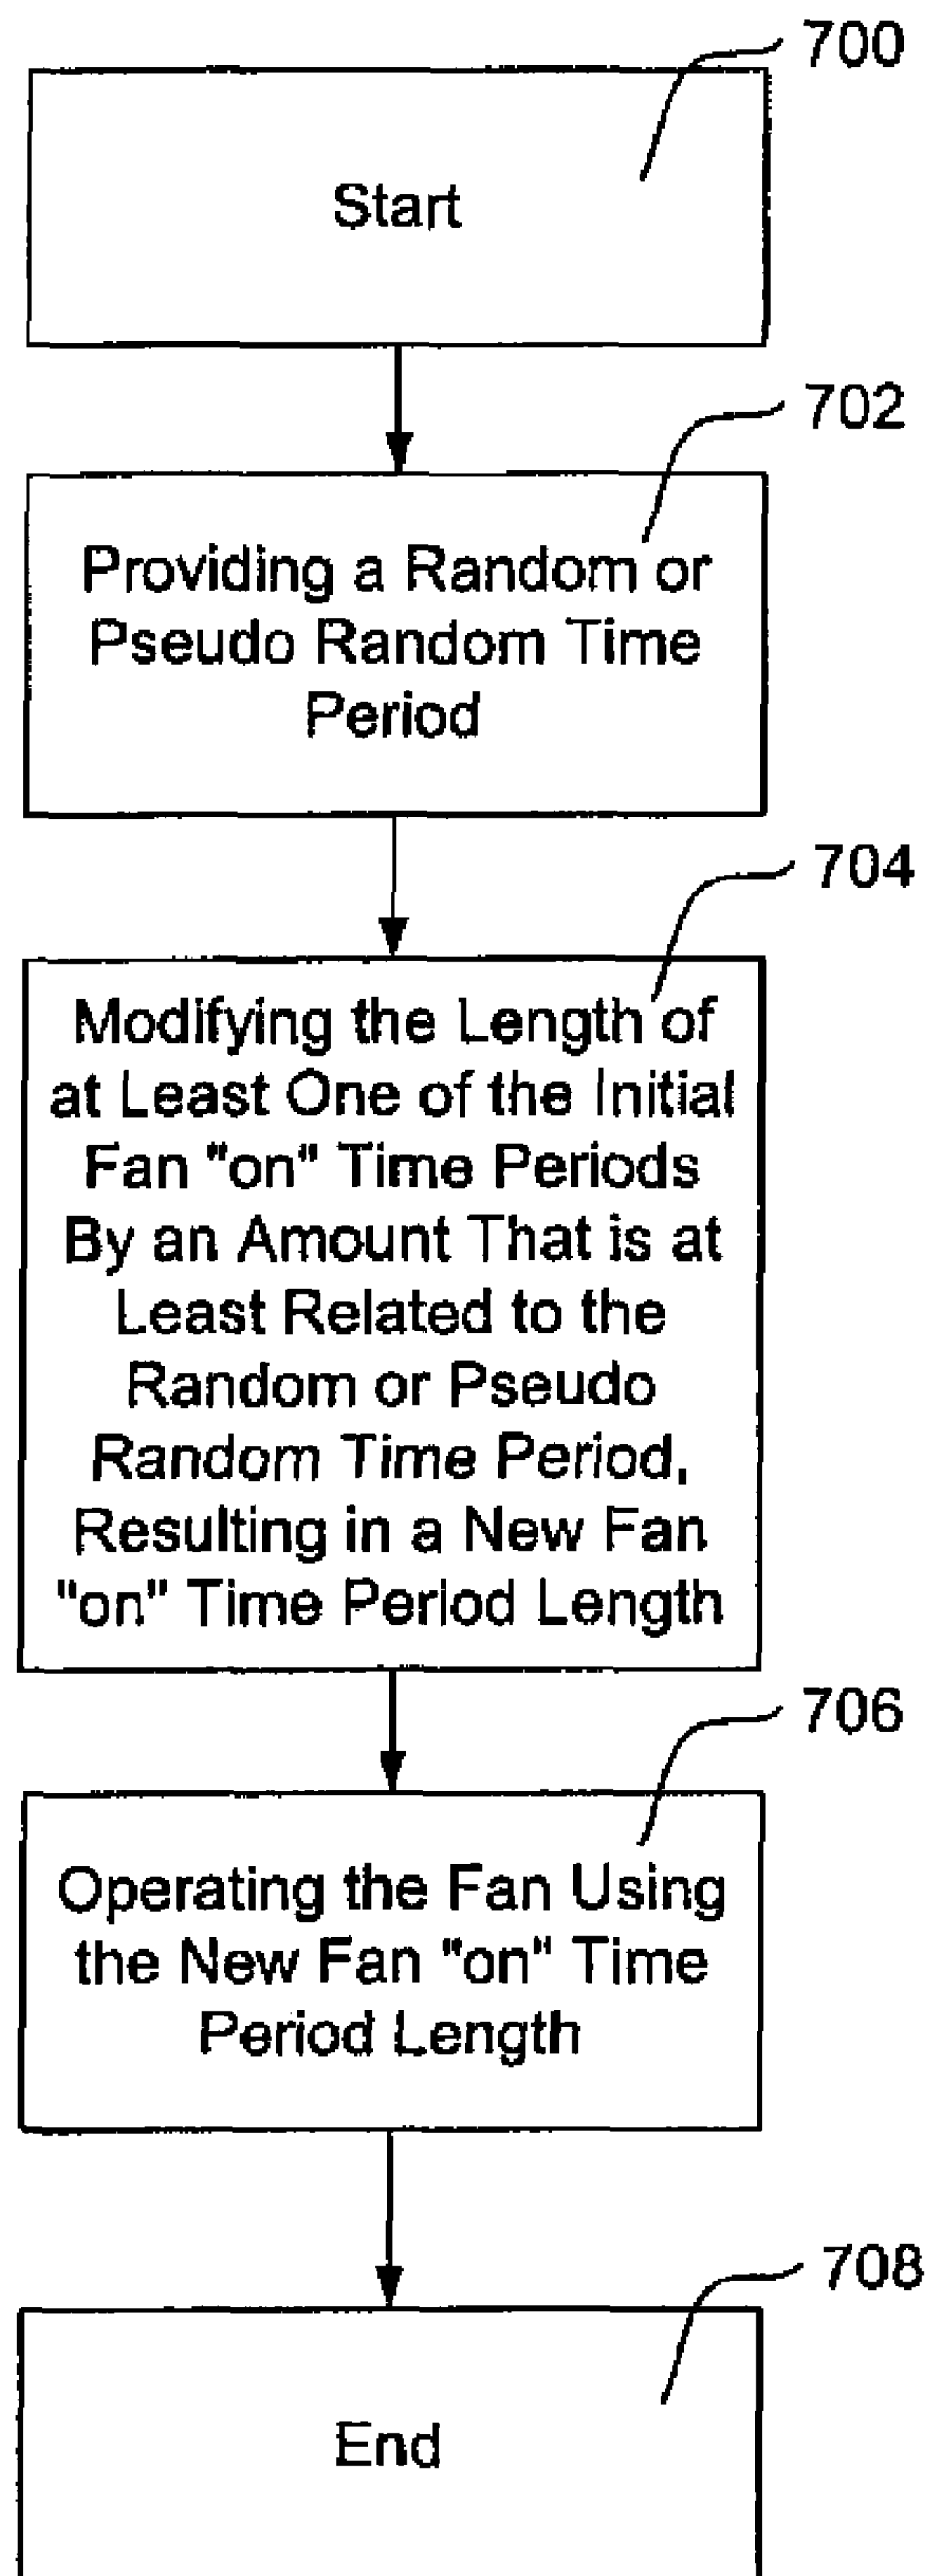 700
Start
702
Providing a Random or
Pseudo Random Time
Period
704
Modifying the Length of
at Least One of the Initial
Fan "on" Time Periods
By an Amount That is at
Least Related to the
Random or Pseudo
Random Time Period,
Resulting in a New Fan
"on" Time Period Length
706
Operating the Fan Using
the New Fan "on" Time
Period Length
708
End